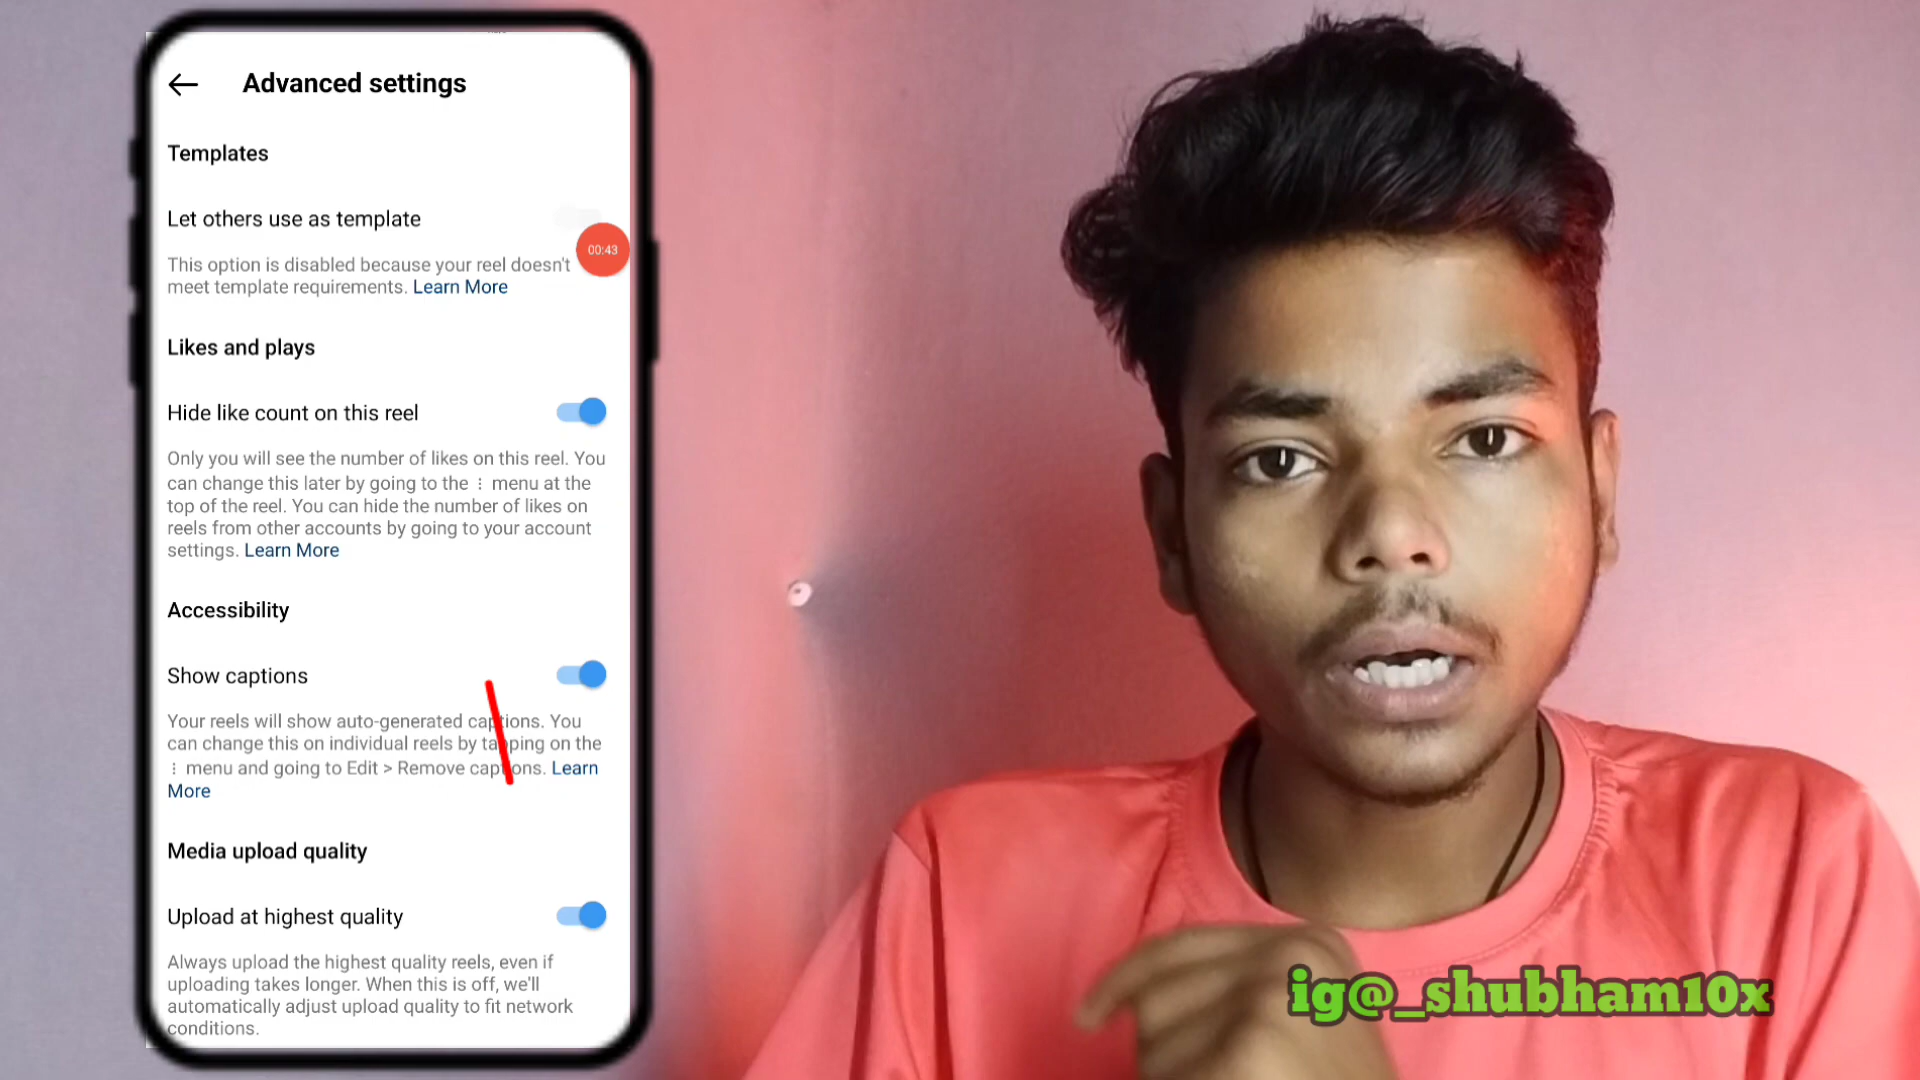 Advanced settings
Templates
Let others use as template
00:43
This option is disabled because your reel doesn't
meet template requirements. Learn More
Likes and plays
Hide like count on this reel
Only you will see the number of likes on this reel. You
can change this later by going to the ⋮ menu at the
top of the reel. You can hide the number of likes on
reels from other accounts by going to your account
settings. Learn More
Accessibility
Show captions
Your reels will show auto-generated captions. You
can change this on individual reels by tapping on the
⋮ menu and going to Edit > Remove captions. Learn
More
Media upload quality
Upload at highest quality
Always upload the highest quality reels, even if
uploading takes longer. When this is off, we'll
automatically adjust upload quality to fit network
conditions.
ig@_shubham10x